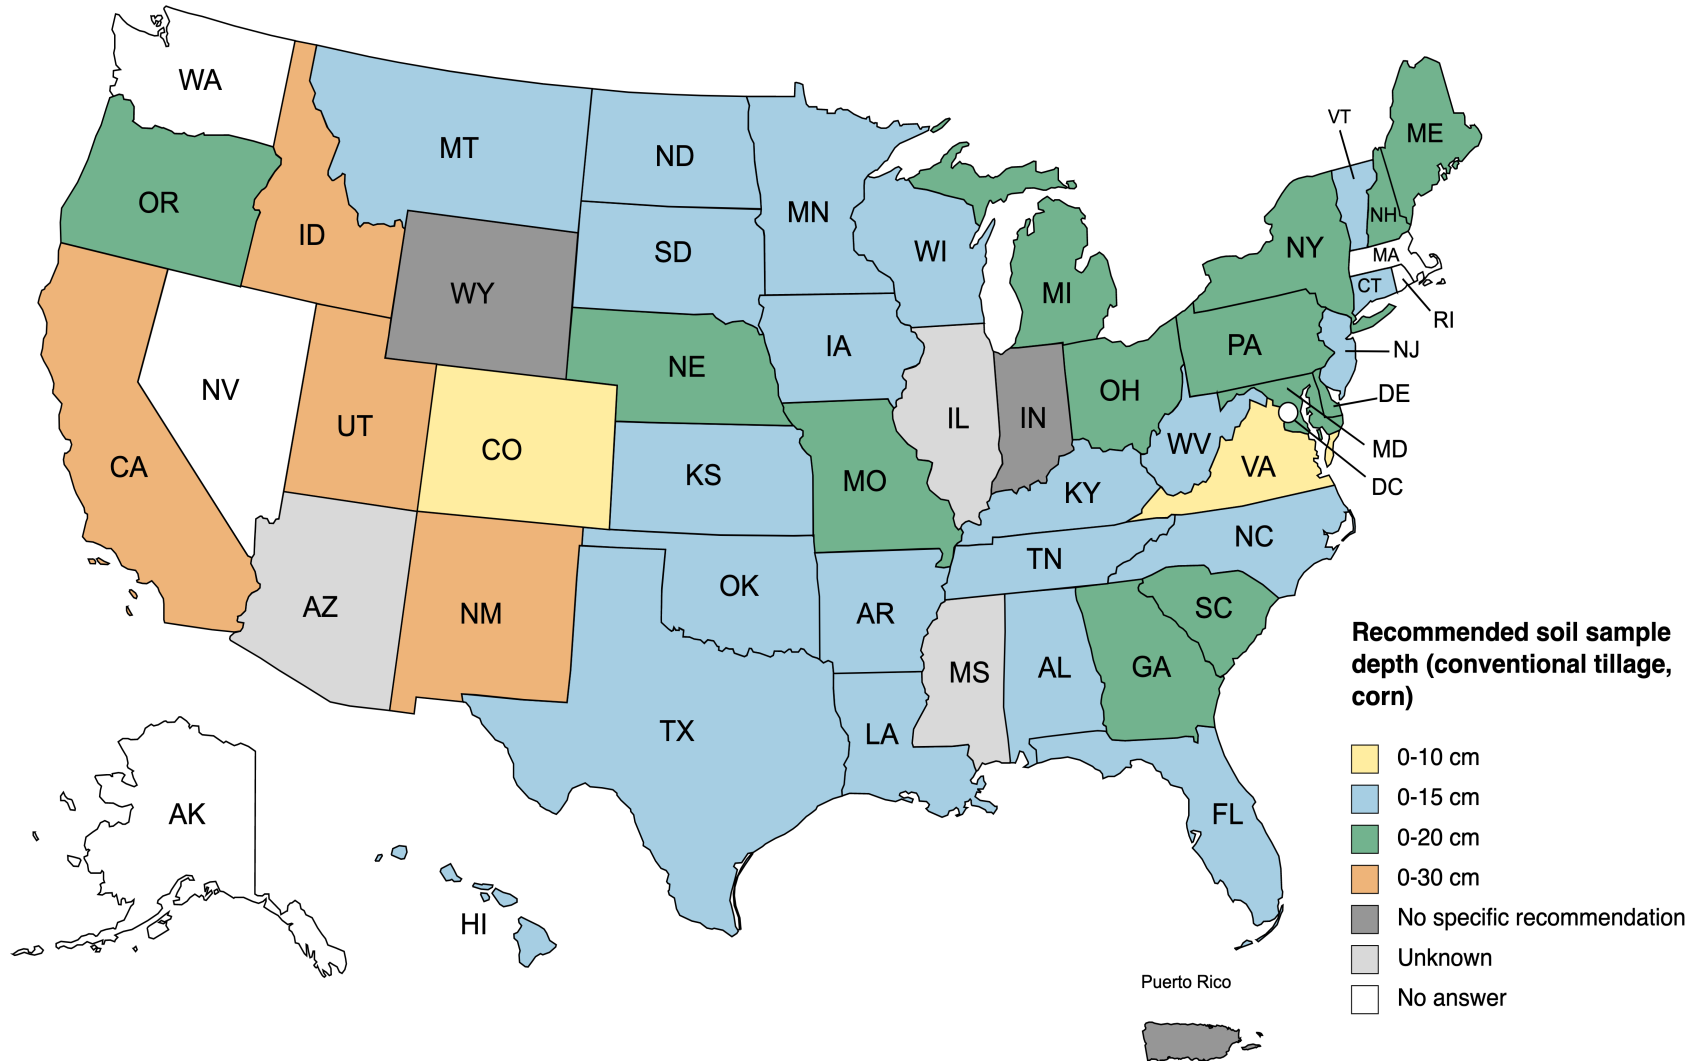 WA
MT
ND
MN
VT
ME
OR
ID
SD
WI
NH
NY
MA
WY
MI
CT
RI
NE
IA
PA
NJ
NV
UT
CO
IL
IN
OH
DE
CA
KS
MO
KY
WV
VA
MD
DC
AZ
NM
OK
AR
TN
NC
SC
MS
AL
GA
TX
LA
FL
AK
HI
Recommended soil sample
depth (conventional tillage,
corn)
0-10 cm
0-15 cm
0-20 cm
0-30 cm
No specific recommendation
Unknown
No answer
Puerto Rico